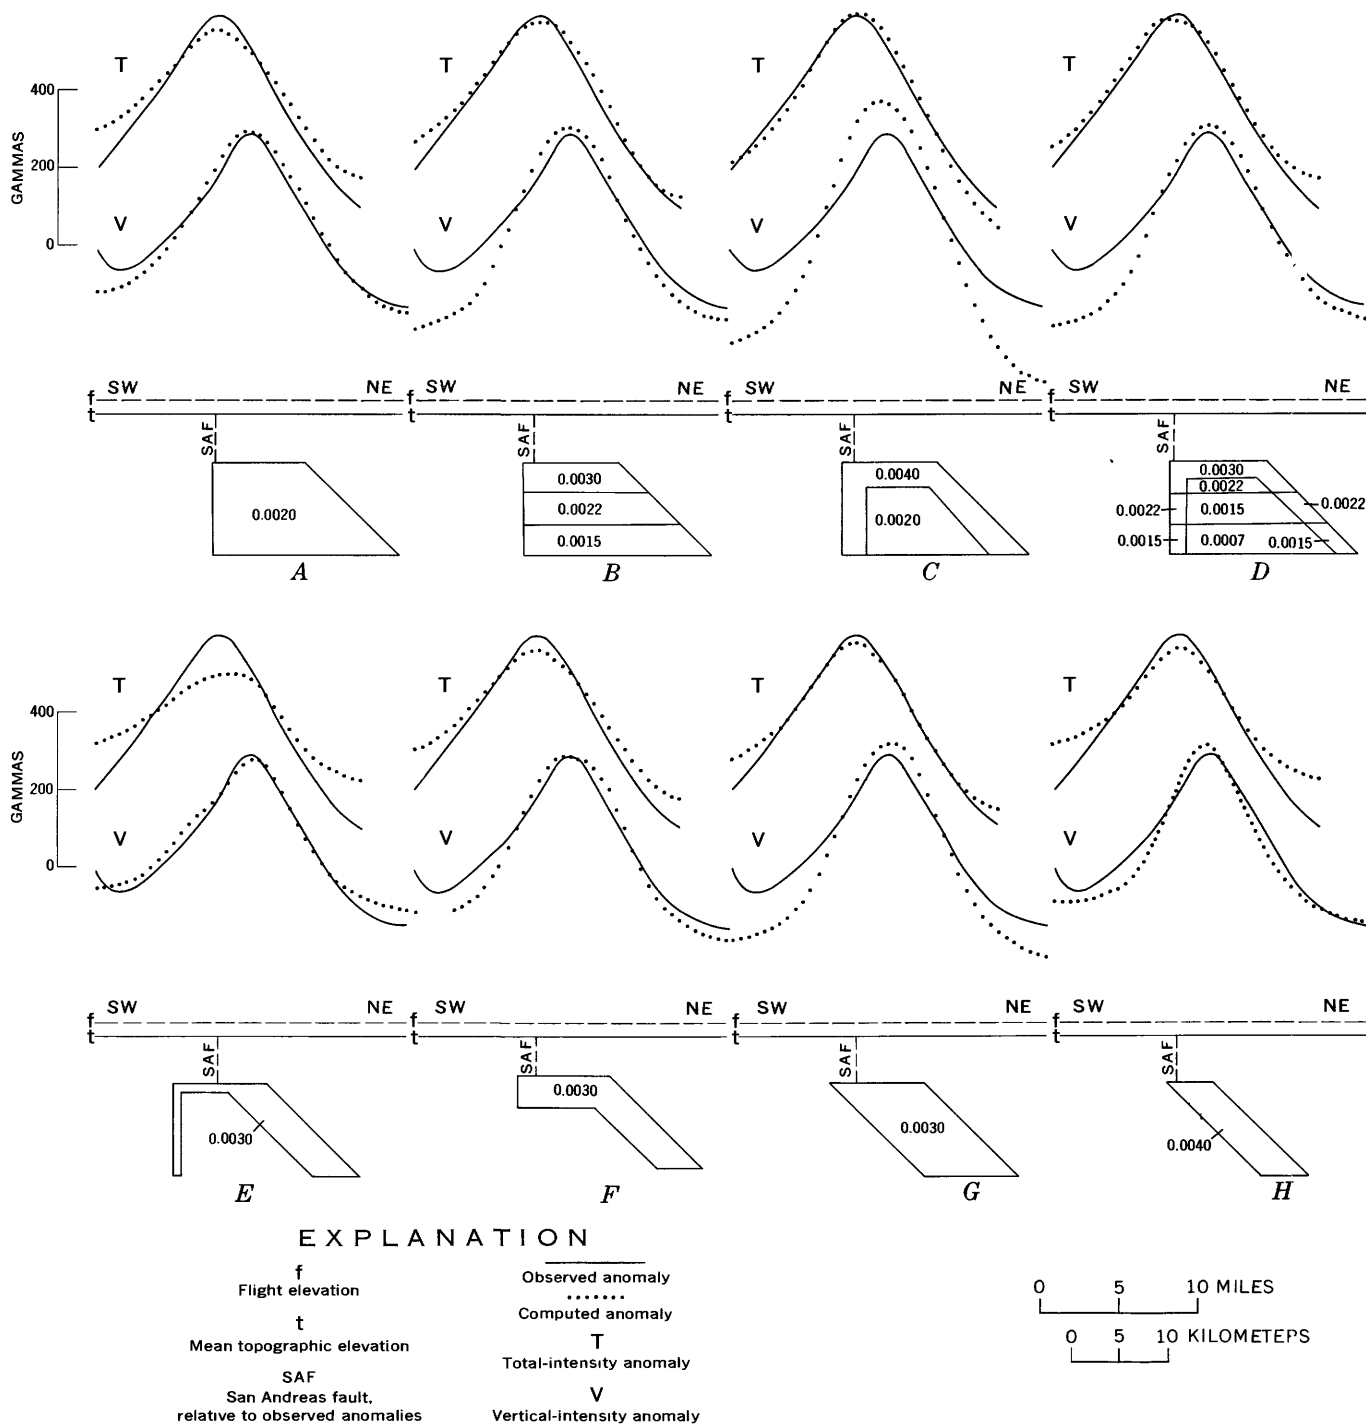 T T T T
400
GAMMAS
200
V V V V
0
f SW NE f SW NE f SW NE f SW NE
t t t t
SAF SAF SAF SAF
0.0020
0.0030
0.0022
0.0015
0.0040
0.0020
0.0030
0.0022
0.0022 0.0015 0.0022
0.0015 0.0007 0.0015
A B C D
T T T T
400
GAMMAS
200
V V V V
0
f SW NE f SW NE f SW NE f SW NE
t t t t
SAF SAF SAF SAF
0.0030
0.0030
0.0030
0.0040
E F G H
EXPLANATION
f
Flight elevation
t
Mean topographic elevation
SAF
San Andreas fault,
relative to observed anomalies
Observed anomaly
Computed anomaly
T
Total-intensity anomaly
V
Vertical-intensity anomaly
0 5 10 MILES
0 5 10 KILOMETEPS